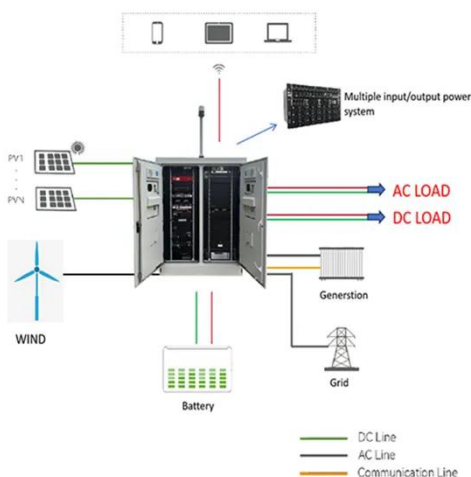 Multiple input/output power
system
PV1
PVN
AC LOAD
DC LOAD
WIND
Generstion
Grid
Battery
DC Line
AC Line
Communication Line